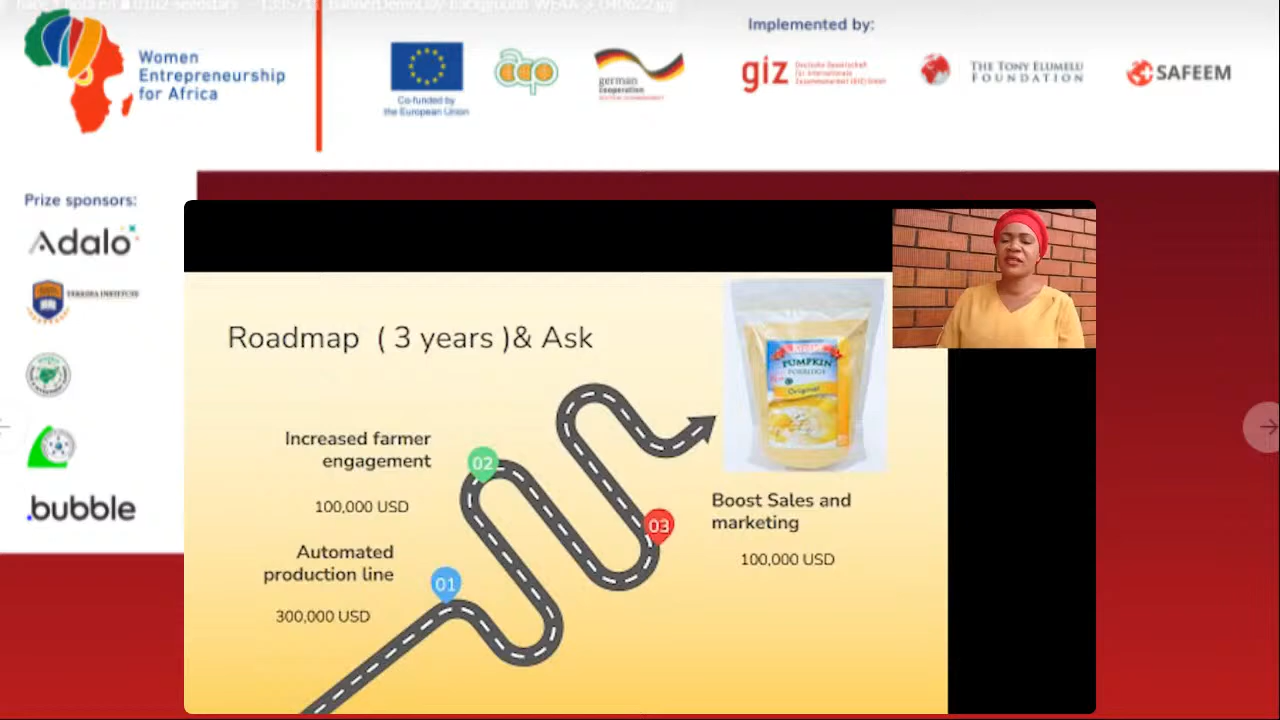 Women
Entrepreneurship
for Africa
Co-funded by
the European Union
acp
german
cooperation
Implemented by:
giz
THE TONY ELUMELU
FOUNDATION
SAFEEM
Prize sponsors:
Adalo
.bubble
Roadmap ( 3 years )& Ask
Increased farmer
engagement
100,000 USD
02
Automated
production line
300,000 USD
01
03
Boost Sales and
marketing
100,000 USD
PUMPKIN
PORRIDGE
Original